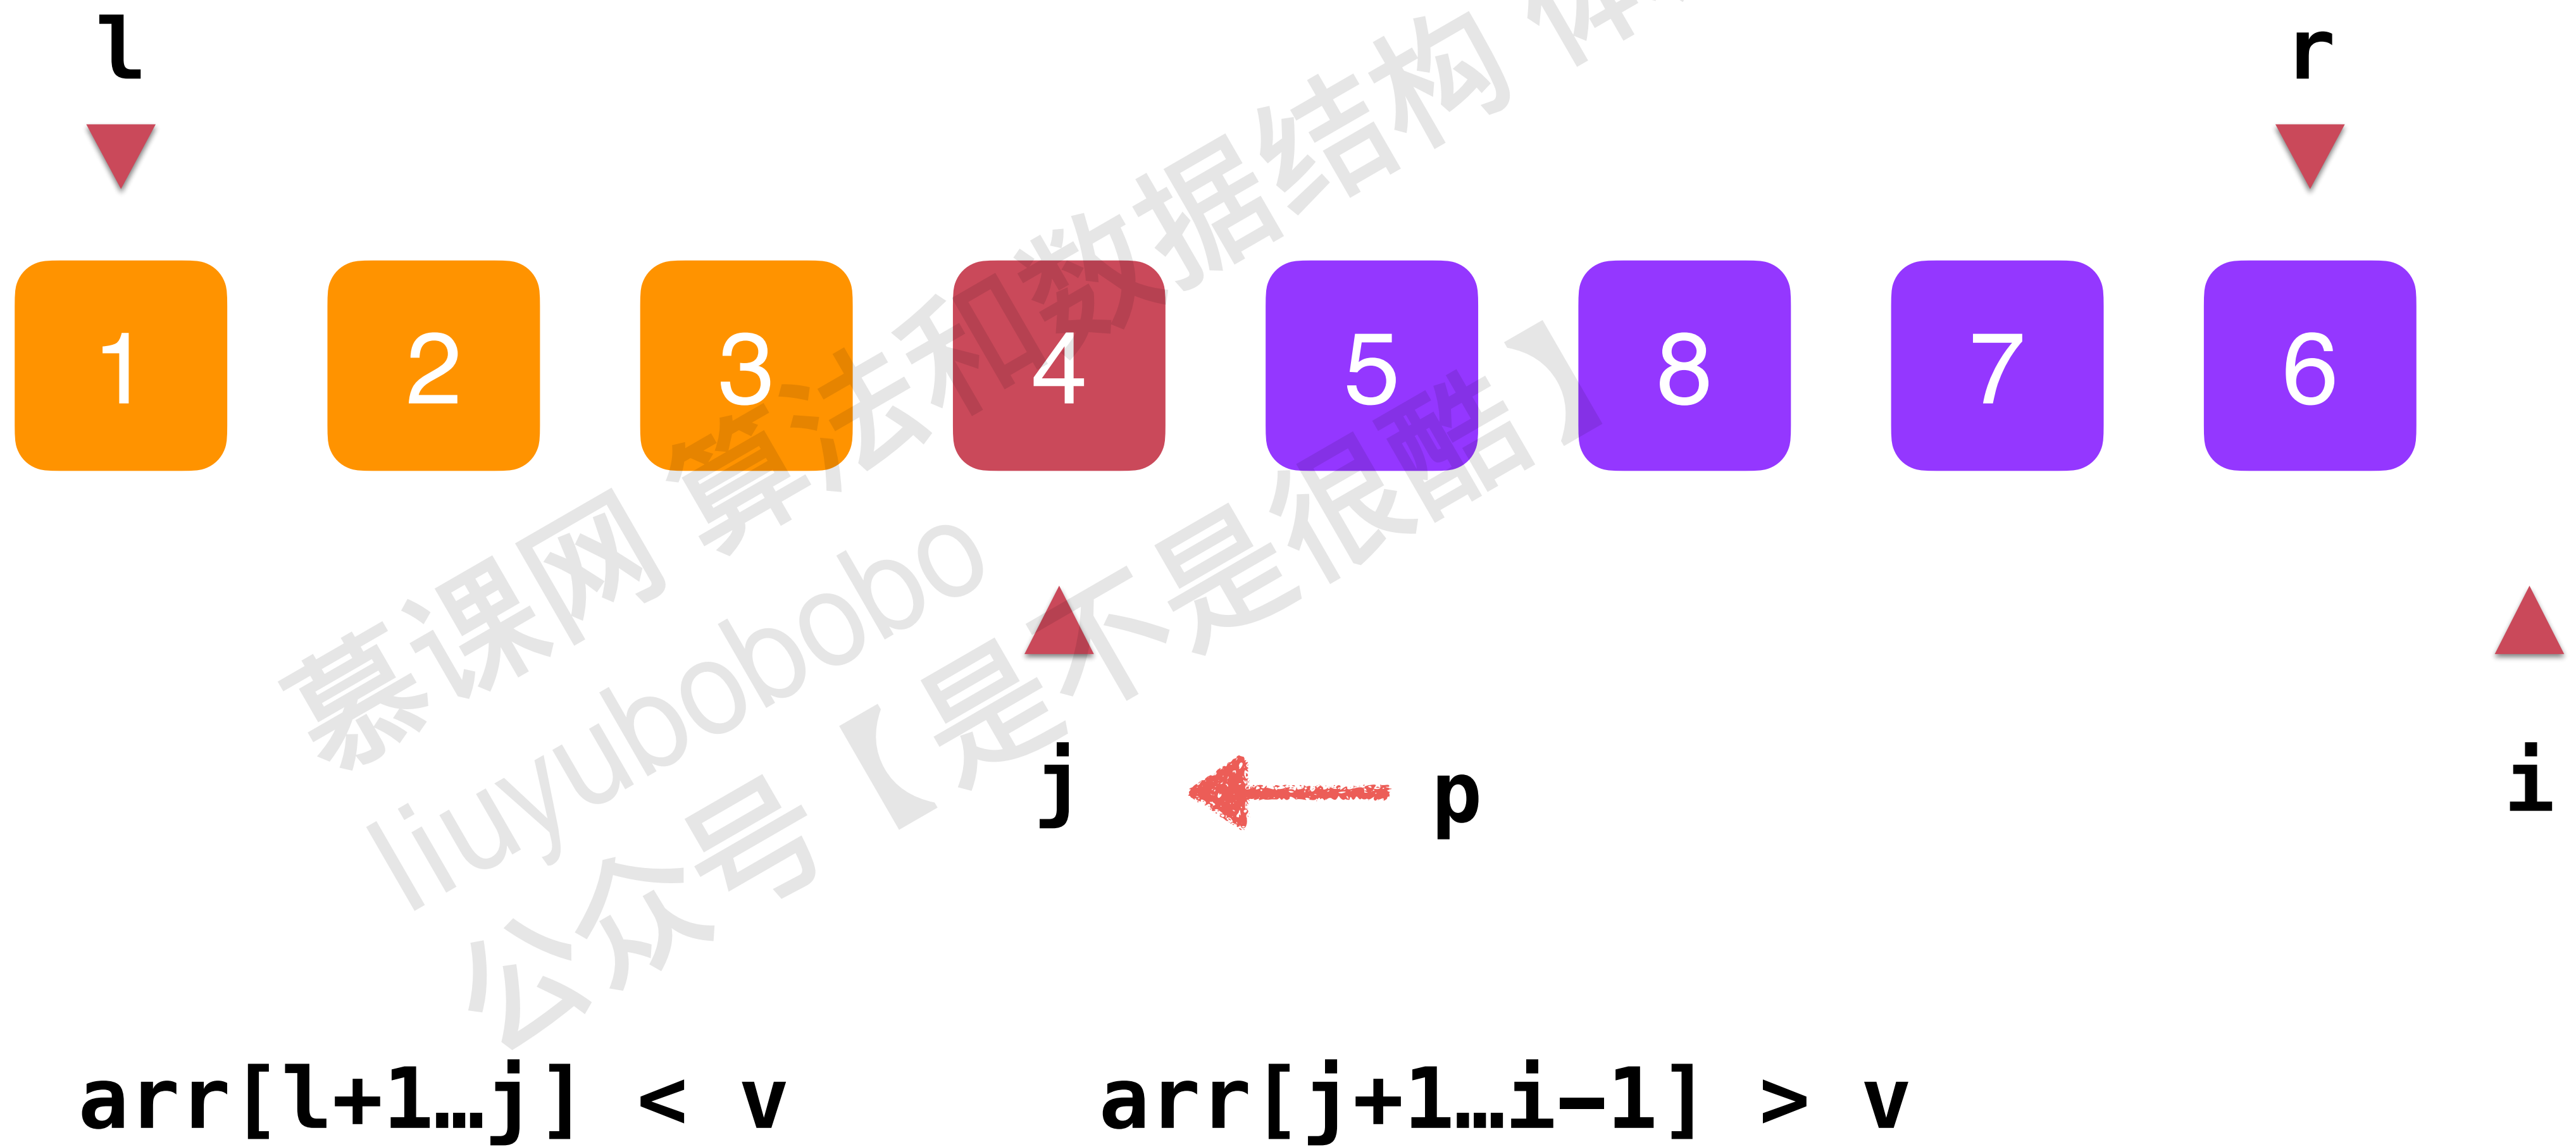 l r
1 2 3 4 5 8 7 6
j p i
arr[l+1…j] < v arr[j+1…i-1] > v
慕课网 算法和数据结构
liuyubobobo
公众号【是不是很酷】